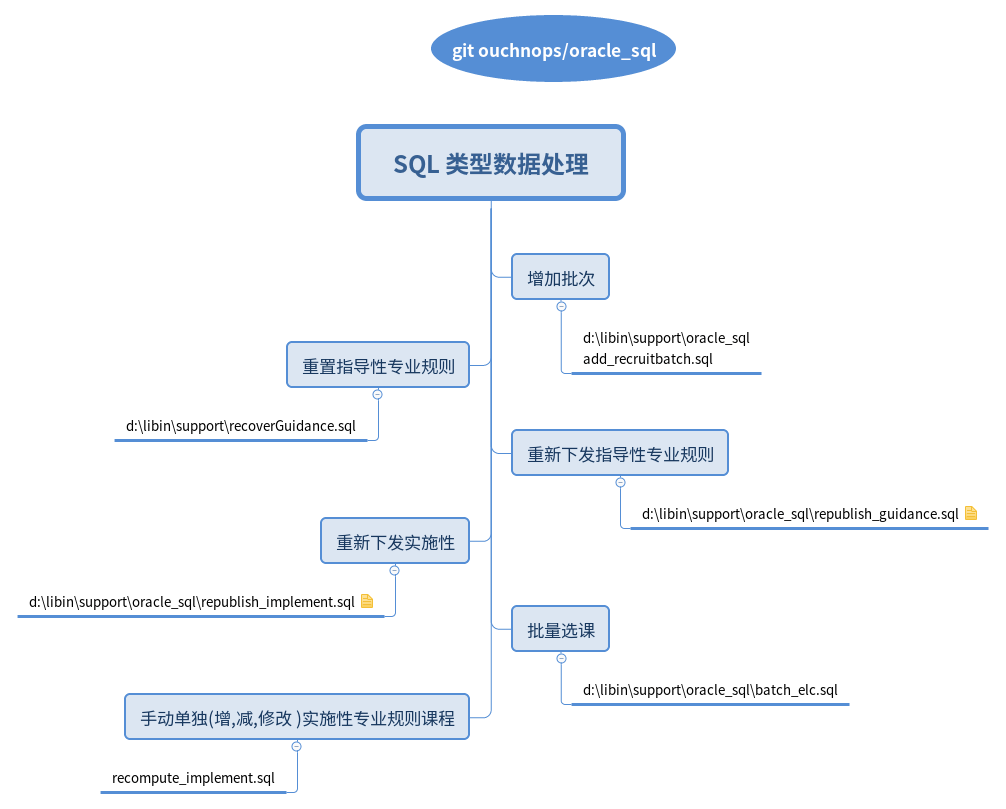 git ouchnops/oracle_sql
SQL 类型数据处理
增加批次
d:\libin\support\oracle_sql
add_recruitbatch.sql
重置指导性专业规则
d:\libin\support\recoverGuidance.sql
重新下发指导性专业规则
d:\libin\support\oracle_sql\republish_guidance.sql
重新下发实施性
d:\libin\support\oracle_sql\republish_implement.sql
批量选课
d:\libin\support\oracle_sql\batch_elc.sql
手动单独(增,减,修改 )实施性专业规则课程
recompute_implement.sql